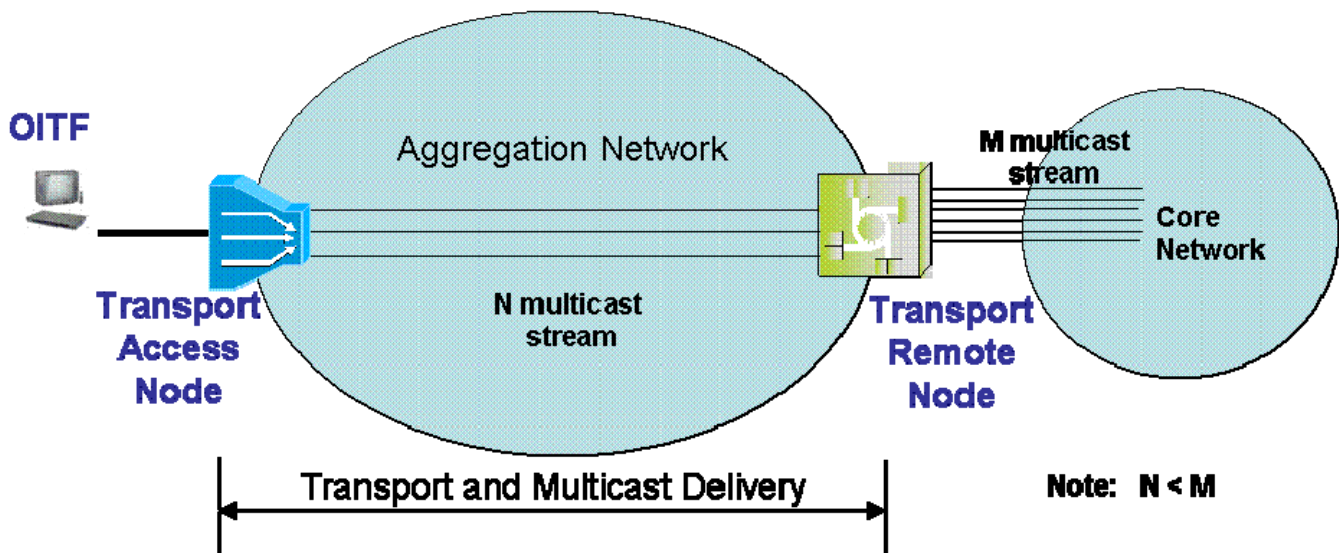 OITF
Aggregation Network
M multicast
stream
Core
Network
N multicast
stream
Transport
Access
Node
Transport
Remote
Node
Transport and Multicast Delivery
Note: N < M